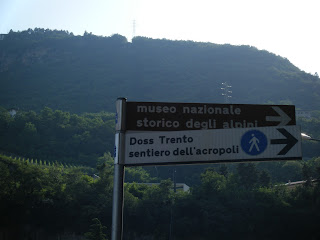 museo nazionale
storico degli alpini
Doss Trento
sentiero dell'acropoli